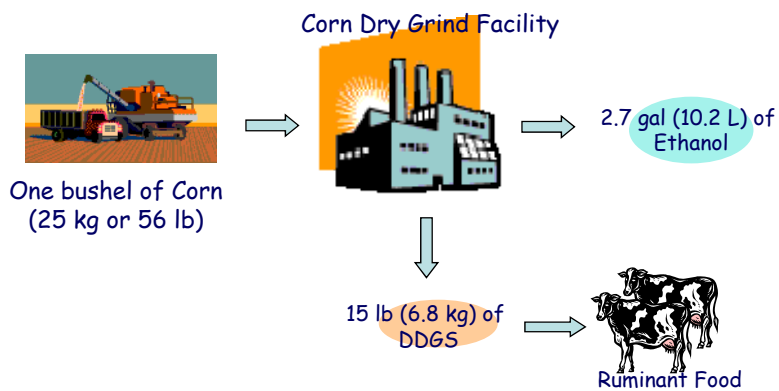 Corn Dry Grind Facility
One bushel of Corn
(25 kg or 56 lb)
2.7 gal (10.2 L) of
Ethanol
15 lb (6.8 kg) of
DDGS
Ruminant Food